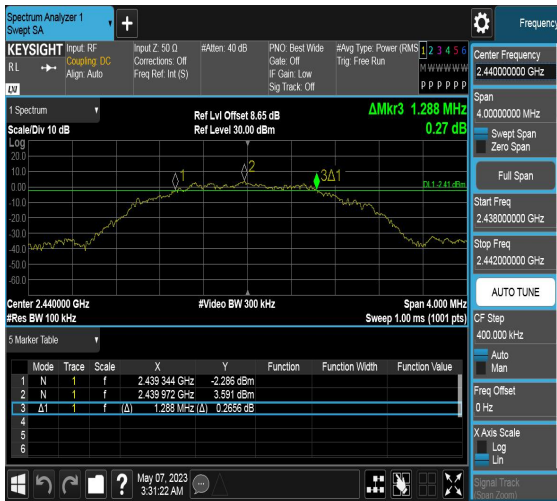 Spectrum Analyzer 1
Swept SA
+
Frequency
KEYSIGHT Input: RF Input Z: 50 Ω #Atten: 40 dB PNO: Best Wide #Avg Type: Power (RMS 1 2 3 4 5 6
RL Coupling: DC Corrections: Off Gate: Off Trig: Free Run M W W W W W
Align: Auto Freq Ref: Int (S) IF Gain: Low
LXI Sig Track: Off P P P P P P
1 Spectrum
Ref Lvl Offset 8.65 dB ΔMkr3 1.288 MHz
Scale/Div 10 dB Ref Level 30.00 dBm 0.27 dB
Log
20.0
10.0
0.00
-10.0
-20.0
-30.0
-40.0
-50.0
-60.0
1
2
3Δ1
DL1 -2.41 dBm
Center 2.440000 GHz #Video BW 300 kHz Span 4.000 MHz
#Res BW 100 kHz Sweep 1.00 ms (1001 pts)
5 Marker Table
Mode Trace Scale X Y Function Function Width Function Value
1 N 1 f 2.439 344 GHz -2.286 dBm
2 N 1 f 2.439 972 GHz 3.591 dBm
3 Δ1 1 f (Δ) 1.288 MHz (Δ) 0.2656 dB
4
5
6
?
May 07, 2023
3:31:22 AM
Center Frequency
2.440000000 GHz
Span
4.00000000 MHz
Swept Span
Zero Span
Full Span
Start Freq
2.438000000 GHz
Stop Freq
2.442000000 GHz
AUTO TUNE
CF Step
400.000 kHz
Auto
Man
Freq Offset
0 Hz
X Axis Scale
Log
Lin
Signal Track
(Span Zoom)